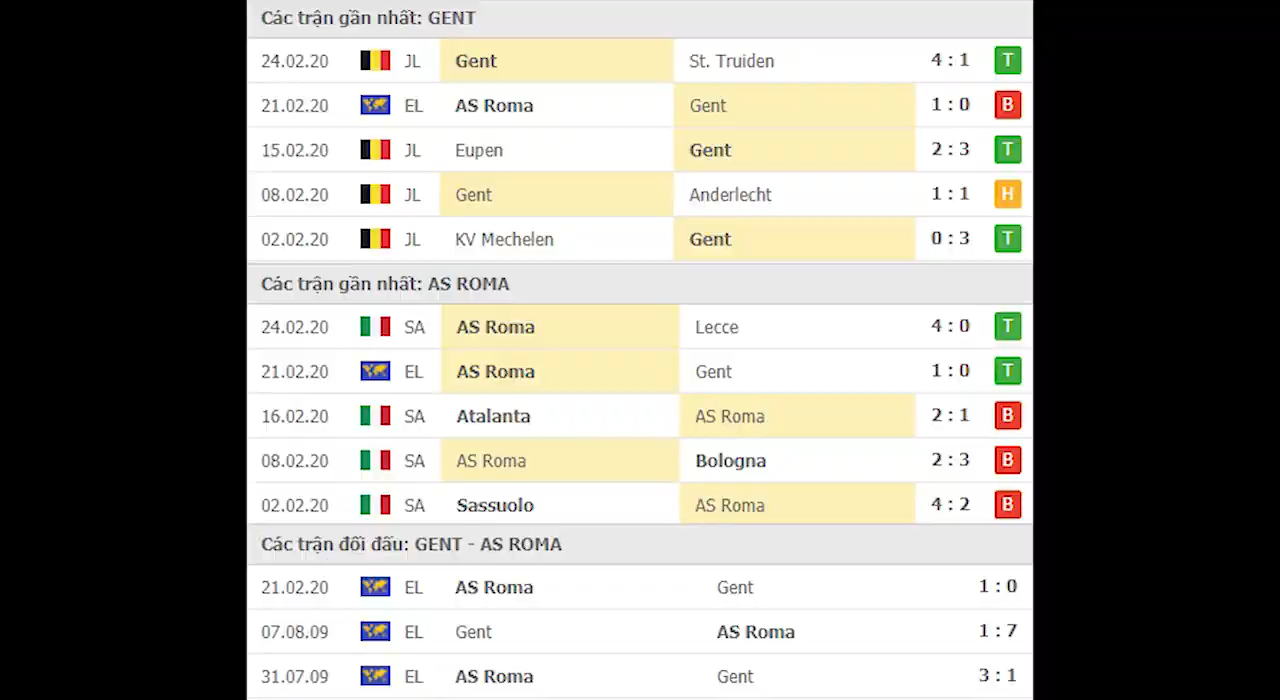 Các trận gần nhất: GENT
24.02.20 JL Gent St. Truiden 4 : 1 T
21.02.20 EL AS Roma Gent 1 : 0 B
15.02.20 JL Eupen Gent 2 : 3 T
08.02.20 JL Gent Anderlecht 1 : 1 H
02.02.20 JL KV Mechelen Gent 0 : 3 T
Các trận gần nhất: AS ROMA
24.02.20 SA AS Roma Lecce 4 : 0 T
21.02.20 EL AS Roma Gent 1 : 0 T
16.02.20 SA Atalanta AS Roma 2 : 1 B
08.02.20 SA AS Roma Bologna 2 : 3 B
02.02.20 SA Sassuolo AS Roma 4 : 2 B
Các trận đối đấu: GENT - AS ROMA
21.02.20 EL AS Roma Gent 1 : 0
07.08.09 EL Gent AS Roma 1 : 7
31.07.09 EL AS Roma Gent 3 : 1